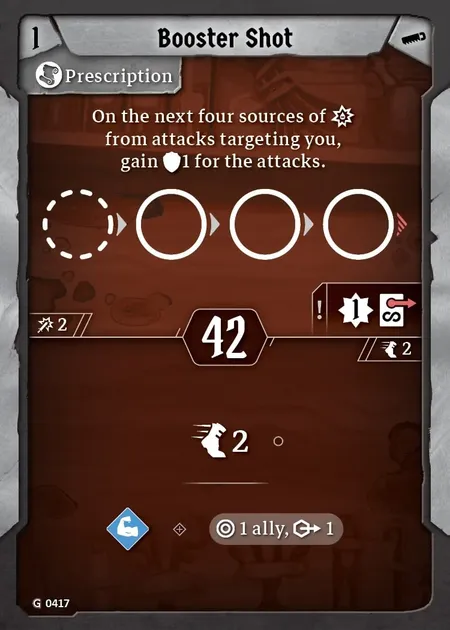 1
Booster Shot
Prescription
On the next four sources of
from attacks targeting you,
gain 1 for the attacks.
! 1 8
2
42
2
2
1 ally, 1
G 0417